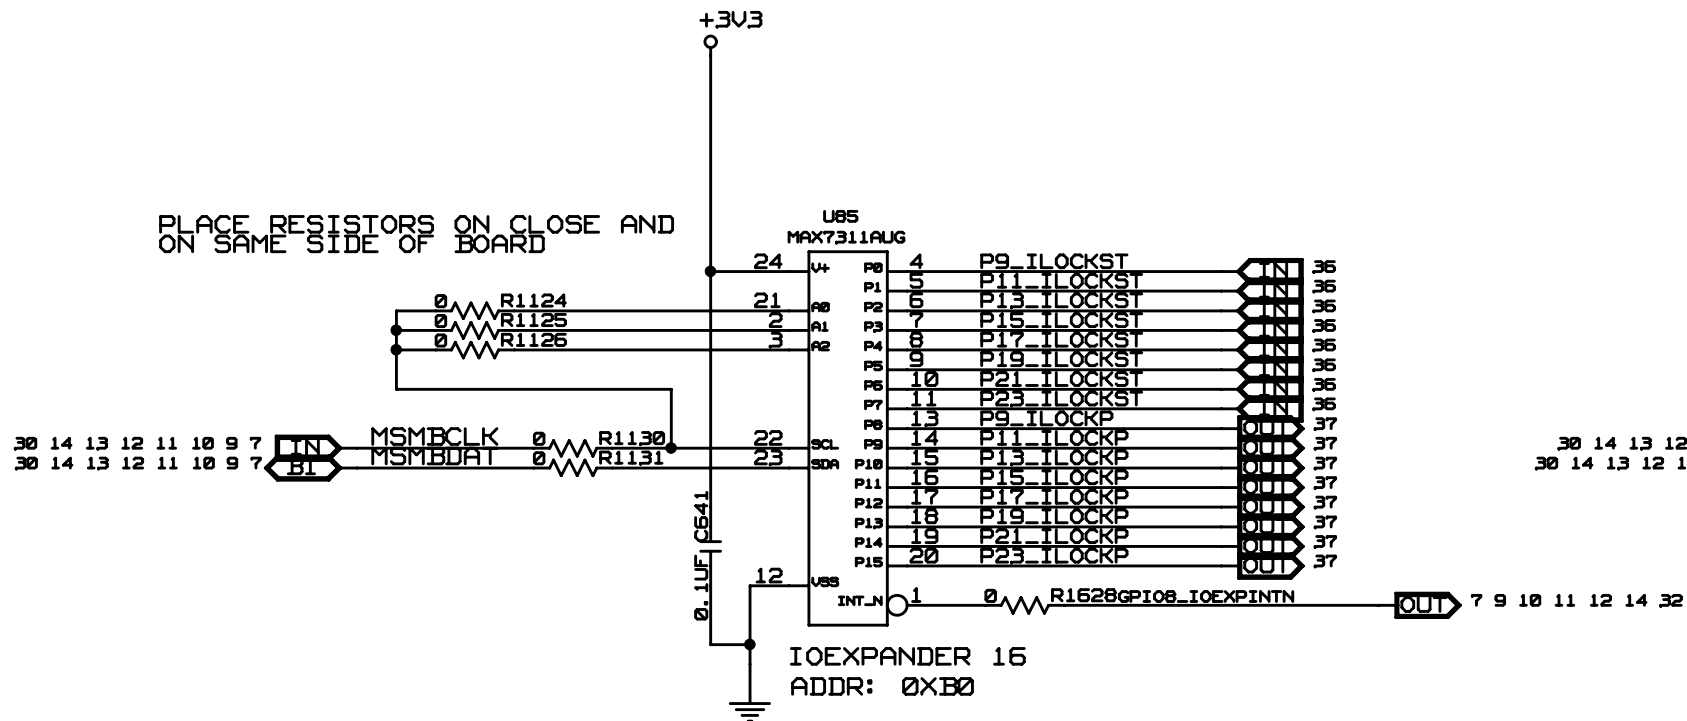 +3V3
PLACE RESISTORS ON CLOSE AND
ON SAME SIDE OF BOARD
U85
MAX7311AUG
24 V+ P0 4 P9_ILOCKST IN 36
P1 5 P11_ILOCKST IN 36
0 R1124 21 A0 P2 6 P13_ILOCKST IN 36
0 R1125 2 A1 P3 7 P15_ILOCKST IN 36
0 R1126 3 A2 P4 8 P17_ILOCKST IN 36
P5 9 P19_ILOCKST IN 36
P6 10 P21_ILOCKST IN 36
P7 11 P23_ILOCKST IN 36
P8 13 P9_ILOCKP OUT 37
30 14 13 12 11 10 9 7 IN MSMBCLK 0 R1130 22 SCL P9 14 P11_ILOCKP OUT 37 30 14 13 12
30 14 13 12 11 10 9 7 BI MSMBDAT 0 R1131 23 SDA P10 15 P13_ILOCKP OUT 37 30 14 13 12 1
P11 16 P15_ILOCKP OUT 37
P12 17 P17_ILOCKP OUT 37
P13 18 P19_ILOCKP OUT 37
P14 19 P21_ILOCKP OUT 37
P15 20 P23_ILOCKP OUT 37
0.1UF C641
12 VSS
INT_N 1 0 R1628 GPIO8_IOEXPINTN OUT 7 9 10 11 12 14 32
IOEXPANDER 16
ADDR: 0XB0